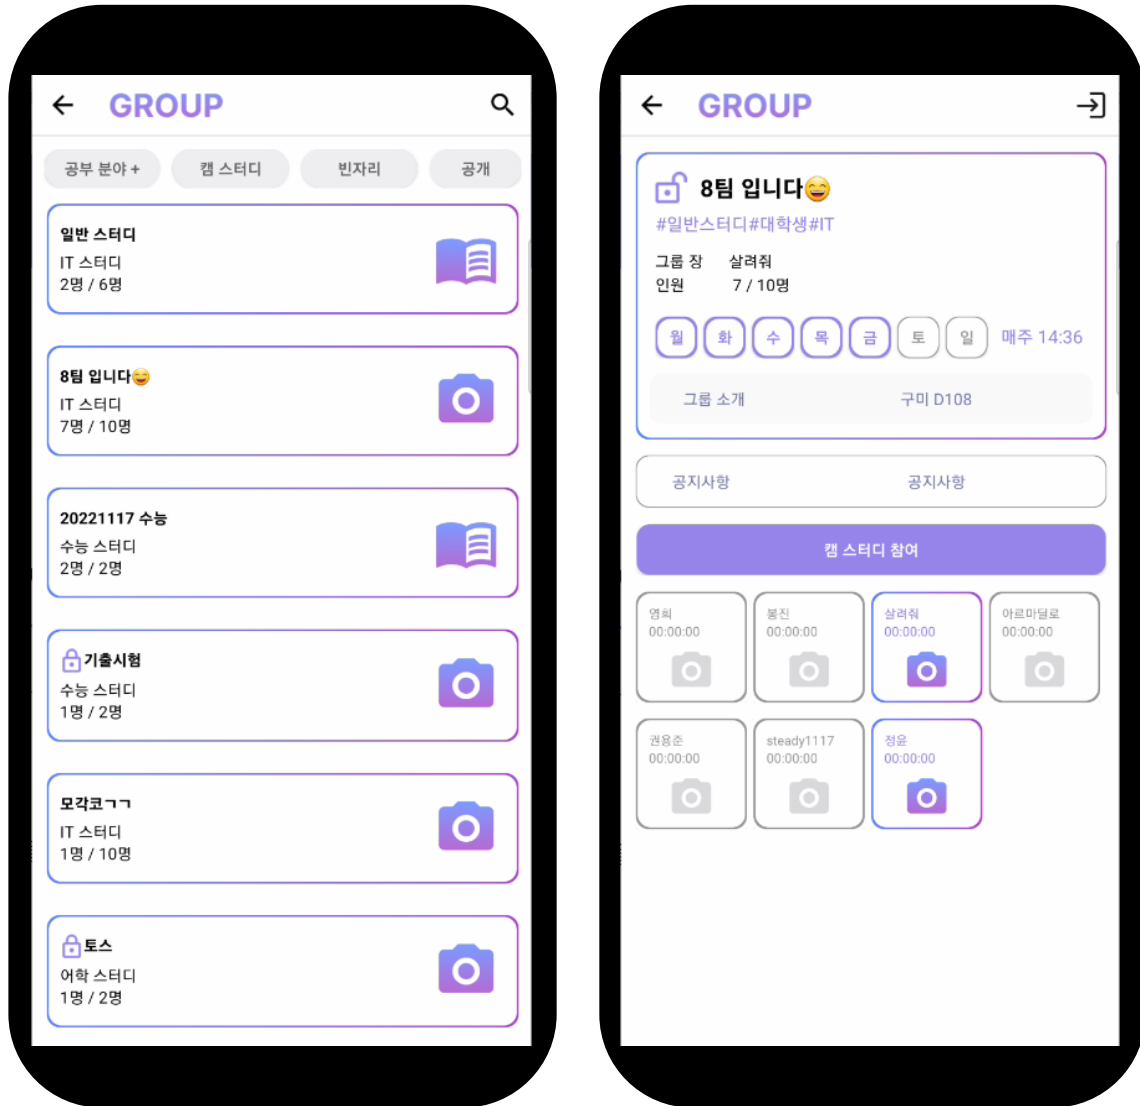 GROUP
공부 분야 + 캠 스터디 빈자리 공개
일반 스터디
IT 스터디
2명 / 6명
8팀 입니다😄
IT 스터디
7명 / 10명
20221117 수능
수능 스터디
2명 / 2명
기출시험
수능 스터디
1명 / 2명
모각코ㄱㄱ
IT 스터디
1명 / 10명
토스
어학 스터디
1명 / 2명
GROUP
8팀 입니다😄
#일반스터디#대학생#IT
그룹 장 살려줘
인원 7 / 10명
월 화 수 목 금 토 일 매주 14:36
그룹 소개 구미 D108
공지사항 공지사항
캠 스터디 참여
영희 봉진 살려줘 아르마딜로
00:00:00 00:00:00 00:00:00 00:00:00
권용준 steady1117 정윤
00:00:00 00:00:00 00:00:00